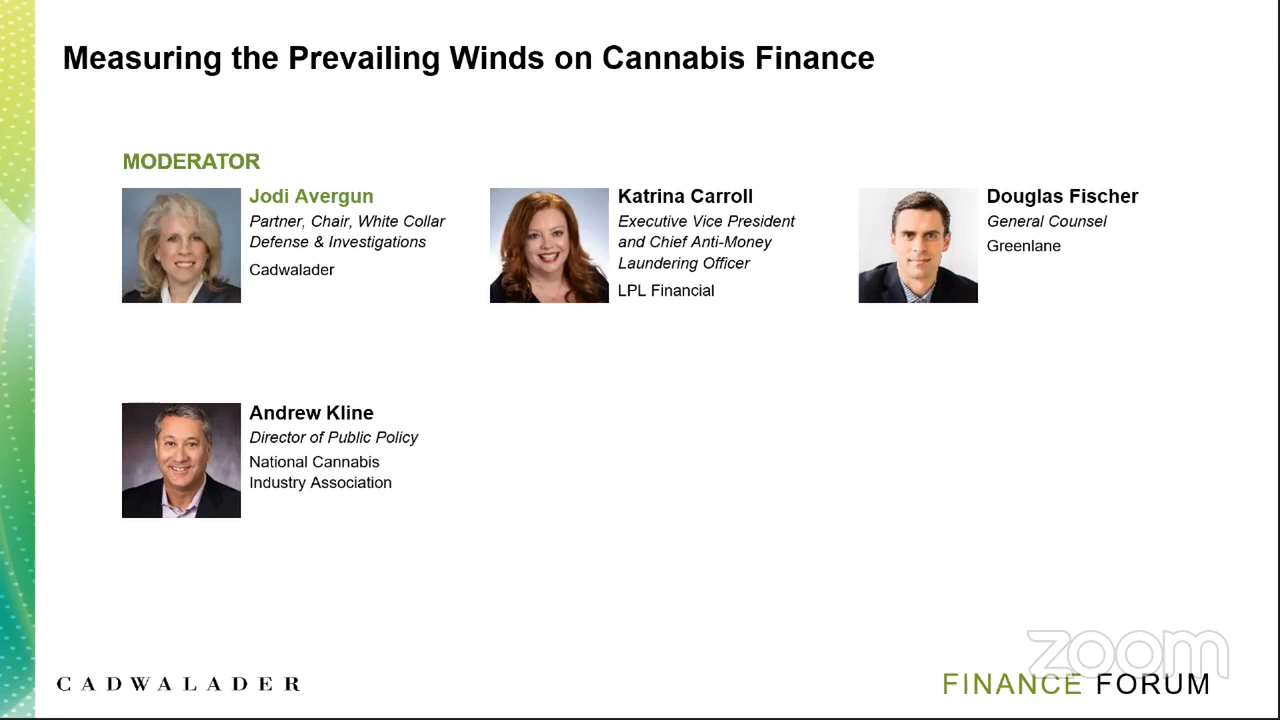 Measuring the Prevailing Winds on Cannabis Finance
MODERATOR
Jodi Avergun
Partner, Chair, White Collar
Defense & Investigations
Cadwalader
Katrina Carroll
Executive Vice President
and Chief Anti-Money
Laundering Officer
LPL Financial
Douglas Fischer
General Counsel
Greenlane
Andrew Kline
Director of Public Policy
National Cannabis
Industry Association
zoom
CADWALADER
FINANCE FORUM